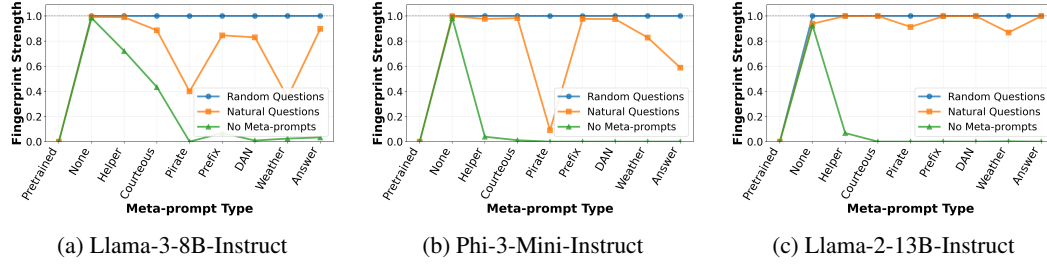 Fingerprint Strength
1.0
0.8
0.6
0.4
0.2
0.0
Random Questions
Natural Questions
No Meta-prompts
Pretrained
None
Helper
Courteous
Pirate
Prefix
DAN
Weather
Answer
Meta-prompt Type
(a) Llama-3-8B-Instruct
Fingerprint Strength
1.0
0.8
0.6
0.4
0.2
0.0
Random Questions
Natural Questions
No Meta-prompts
Pretrained
None
Helper
Courteous
Pirate
Prefix
DAN
Weather
Answer
Meta-prompt Type
(b) Phi-3-Mini-Instruct
Fingerprint Strength
1.0
0.8
0.6
0.4
0.2
0.0
Random Questions
Natural Questions
No Meta-prompts
Pretrained
None
Helper
Courteous
Pirate
Prefix
DAN
Weather
Answer
Meta-prompt Type
(c) Llama-2-13B-Instruct